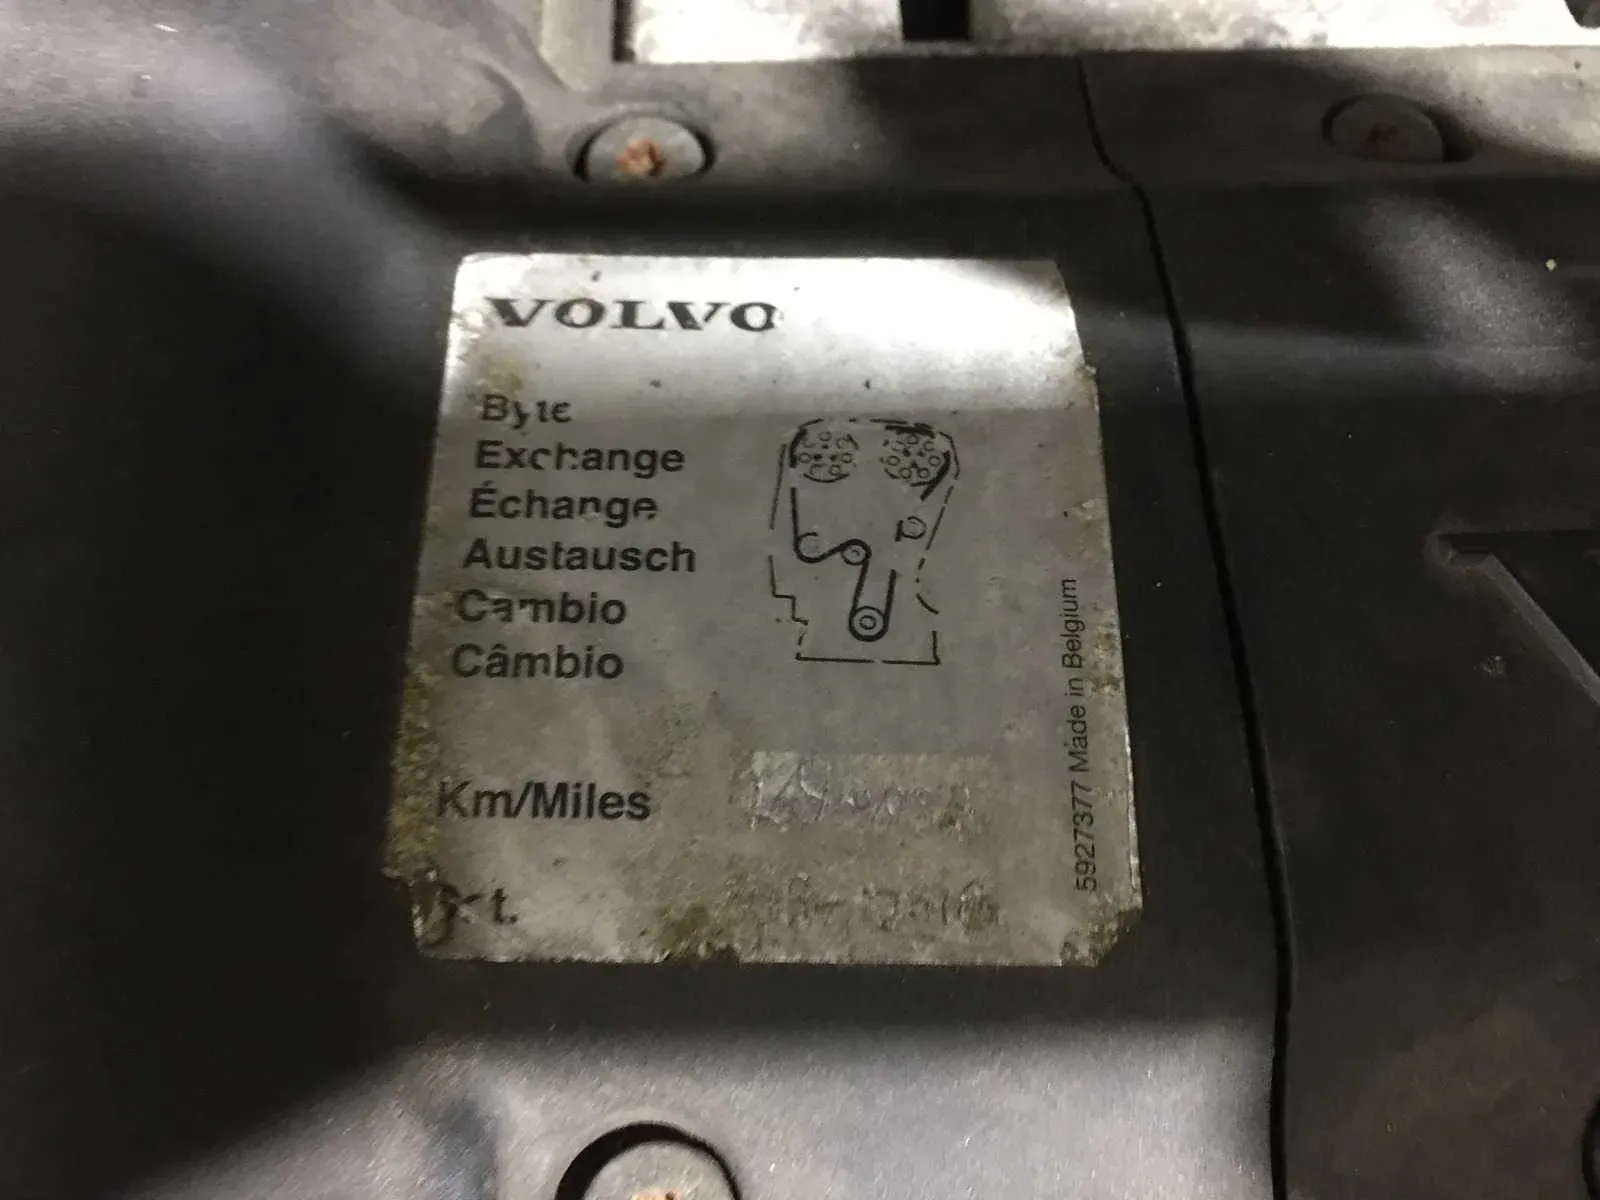 VOLVO
Byte
Exchange
Échange
Austausch
Cambio
Câmbio
Km/Miles
5927377 Made in Belgium